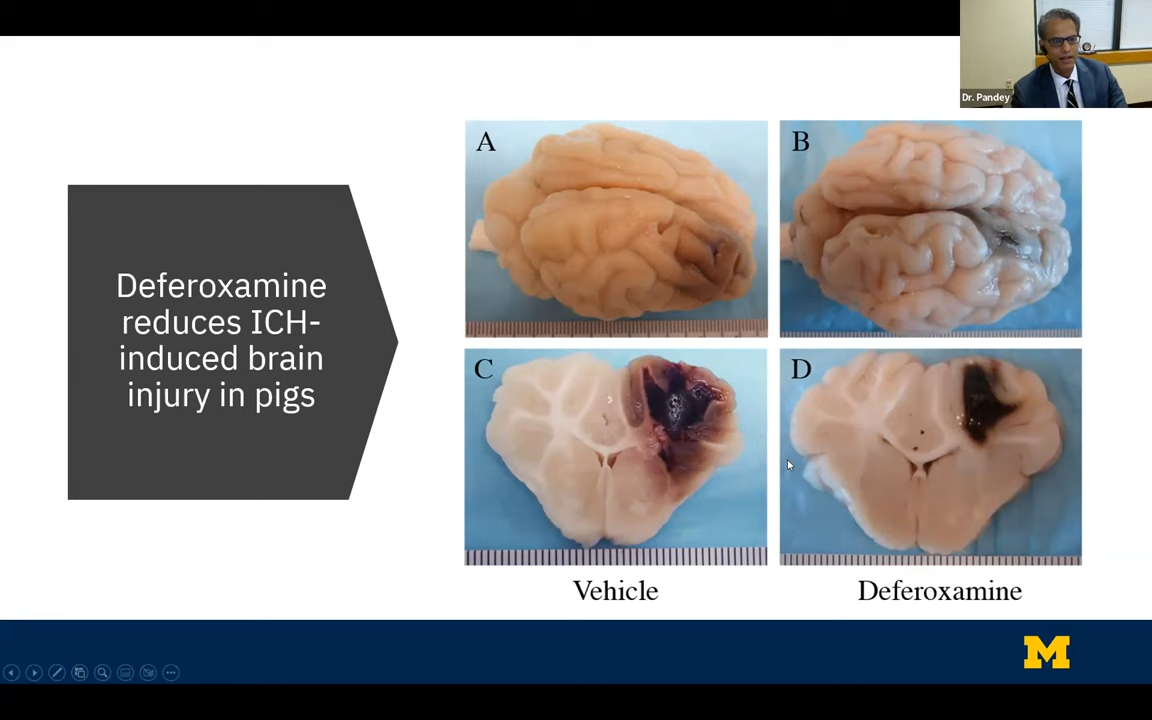 Dr. Pandey
Deferoxamine
reduces ICH-
induced brain
injury in pigs
A
B
C
D
Vehicle
Deferoxamine
M